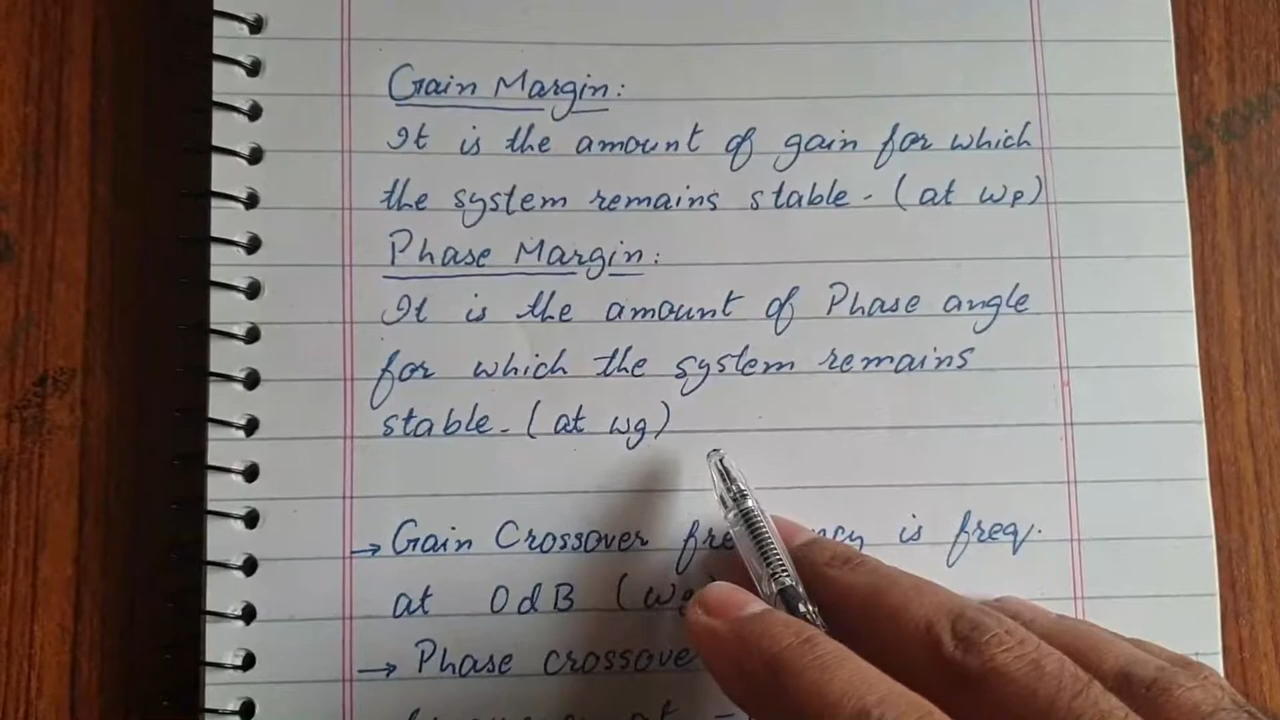 Gain Margin:
It is the amount of gain for which
the system remains stable. (at wp)
Phase Margin:
It is the amount of Phase angle
for which the system remains
stable. (at wg)
→ Gain Crossover is freq.
at 0dB
→ Phase
at